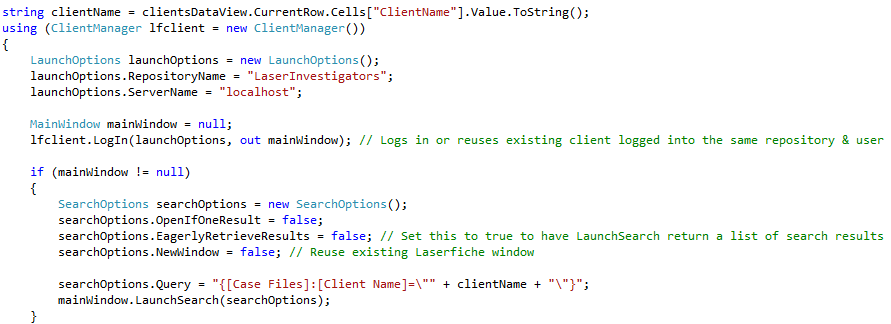 string clientName = clientsDataView.CurrentRow.Cells["ClientName"].Value.ToString();
using (ClientManager lfclient = new ClientManager())
{
    LaunchOptions launchOptions = new LaunchOptions();
    launchOptions.RepositoryName = "LaserInvestigators";
    launchOptions.ServerName = "localhost";

    MainWindow mainWindow = null;
    lfclient.LogIn(launchOptions, out mainWindow); // Logs in or reuses existing client logged into the same repository & user

    if (mainWindow != null)
    {
        SearchOptions searchOptions = new SearchOptions();
        searchOptions.OpenIfOneResult = false;
        searchOptions.EagerlyRetrieveResults = false; // Set this to true to have LaunchSearch return a list of search results
        searchOptions.NewWindow = false; // Reuse existing Laserfiche window

        searchOptions.Query = "{[Case Files]:[Client Name]=\"" + clientName + "\"}";
        mainWindow.LaunchSearch(searchOptions);
    }